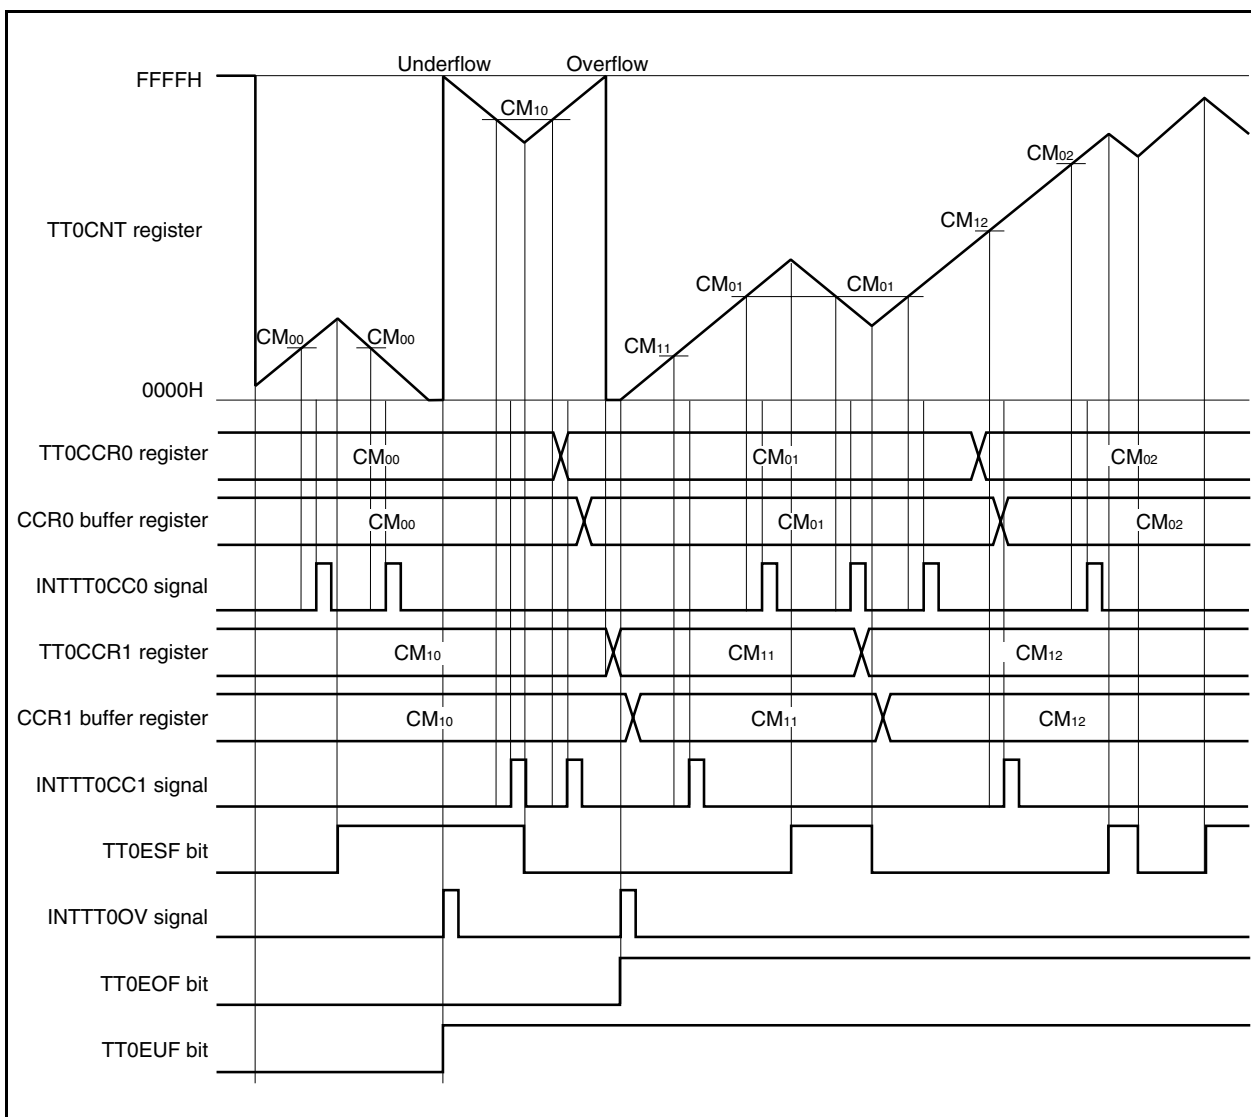 Underflow Overflow
FFFFH
CM10
CM02
TT0CNT register
CM12
CM01 CM01
CM00 CM00
CM11
0000H
TT0CCR0 register
CM00 CM01 CM02
CCR0 buffer register
CM00 CM01 CM02
INTTT0CC0 signal
TT0CCR1 register
CM10 CM11 CM12
CCR1 buffer register
CM10 CM11 CM12
INTTT0CC1 signal
TT0ESF bit
INTTT0OV signal
TT0EOF bit
TT0EUF bit